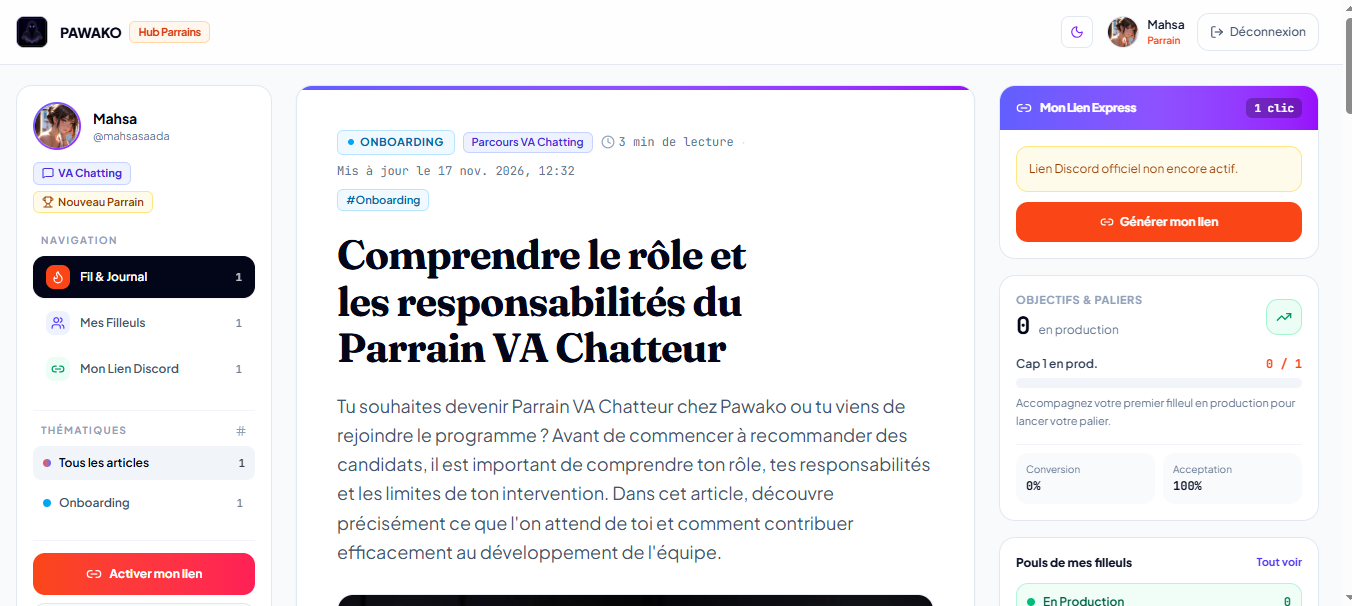 PAWAKO
Hub Parrains
Mahsa
Parrain
Déconnexion
Mahsa
@mahsasaada
VA Chatting
Nouveau Parrain
NAVIGATION
Fil & Journal 1
Mes Filleuls 1
Mon Lien Discord 1
THÉMATIQUES #
Tous les articles 1
Onboarding 1
Activer mon lien
ONBOARDING
Parcours VA Chatting
3 min de lecture ·
Mis à jour le 17 nov. 2026, 12:32
#Onboarding
Comprendre le rôle et
les responsabilités du
Parrain VA Chatteur
Tu souhaites devenir Parrain VA Chatteur chez Pawako ou tu viens de
rejoindre le programme ? Avant de commencer à recommander des
candidats, il est important de comprendre ton rôle, tes responsabilités
et les limites de ton intervention. Dans cet article, découvre
précisément ce que l'on attend de toi et comment contribuer
efficacement au développement de l'équipe.
Mon Lien Express
1 clic
Lien Discord officiel non encore actif.
Générer mon lien
OBJECTIFS & PALIERS
0 en production
Cap 1 en prod. 0 / 1
Accompagnez votre premier filleul en production pour
lancer votre palier.
Conversion
0%
Acceptation
100%
Pouls de mes filleuls
Tout voir
En Production 0